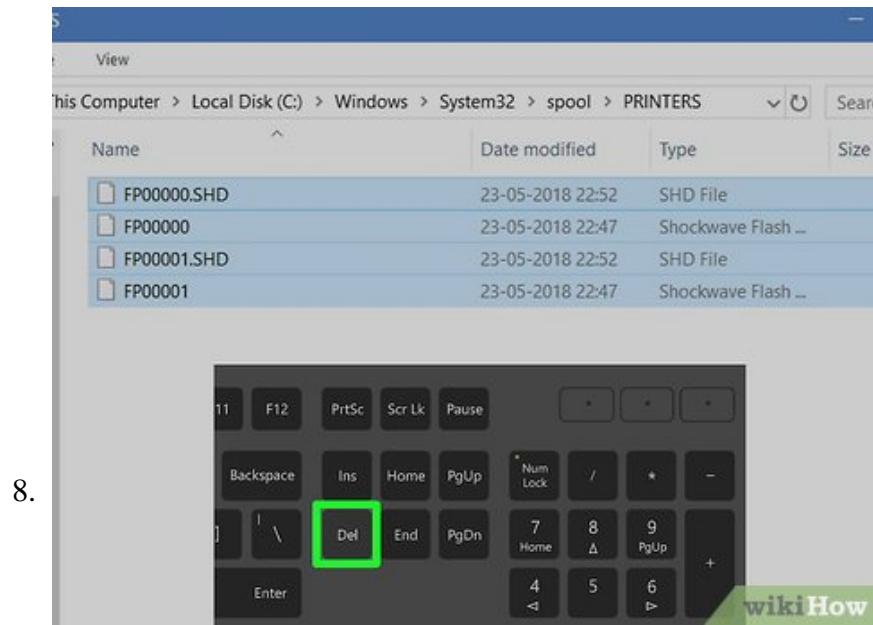 View
This Computer > Local Disk (C:) > Windows > System32 > spool > PRINTERS
Name Date modified Type Size
FP00000.SHD 23-05-2018 22:52 SHD File
FP00000 23-05-2018 22:47 Shockwave Flash ...
FP00001.SHD 23-05-2018 22:52 SHD File
FP00001 23-05-2018 22:47 Shockwave Flash ...
11 F12 PrtSc Scr Lk Pause
8.
Backspace Ins Home PgUp Num Lock / * -
] | \ Del End PgDn 7 Home 8 9 PgUp +
Enter 4 5 6
wikiHow